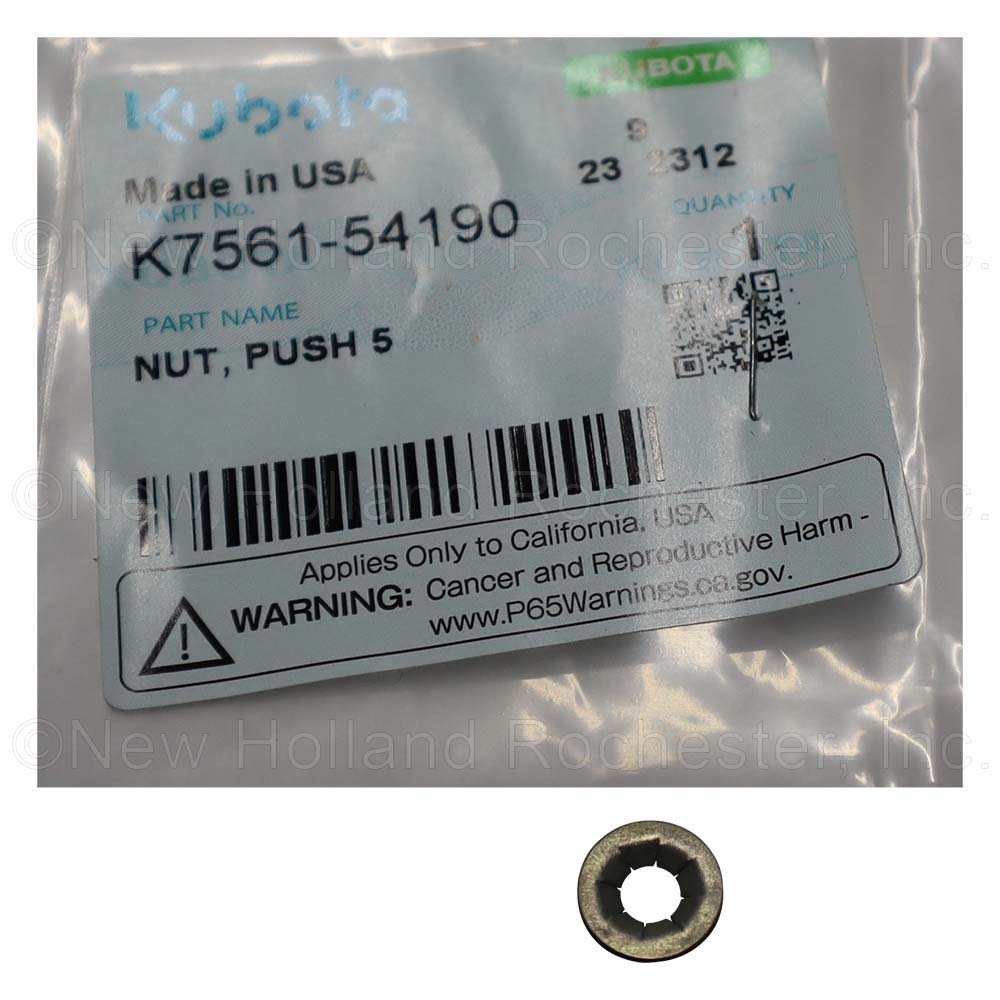 Kubota
KUBOTA
Made in USA
9
23 2312
PART No.
K7561-54190
QUANTITY
1
PART NAME
NUT, PUSH 5
Applies Only to California, USA
WARNING: Cancer and Reproductive Harm -
www.P65Warnings.ca.gov.
©New Holland Rochester, Inc.
©New Holland Rochester, Inc.
©New Holland Rochester, Inc.